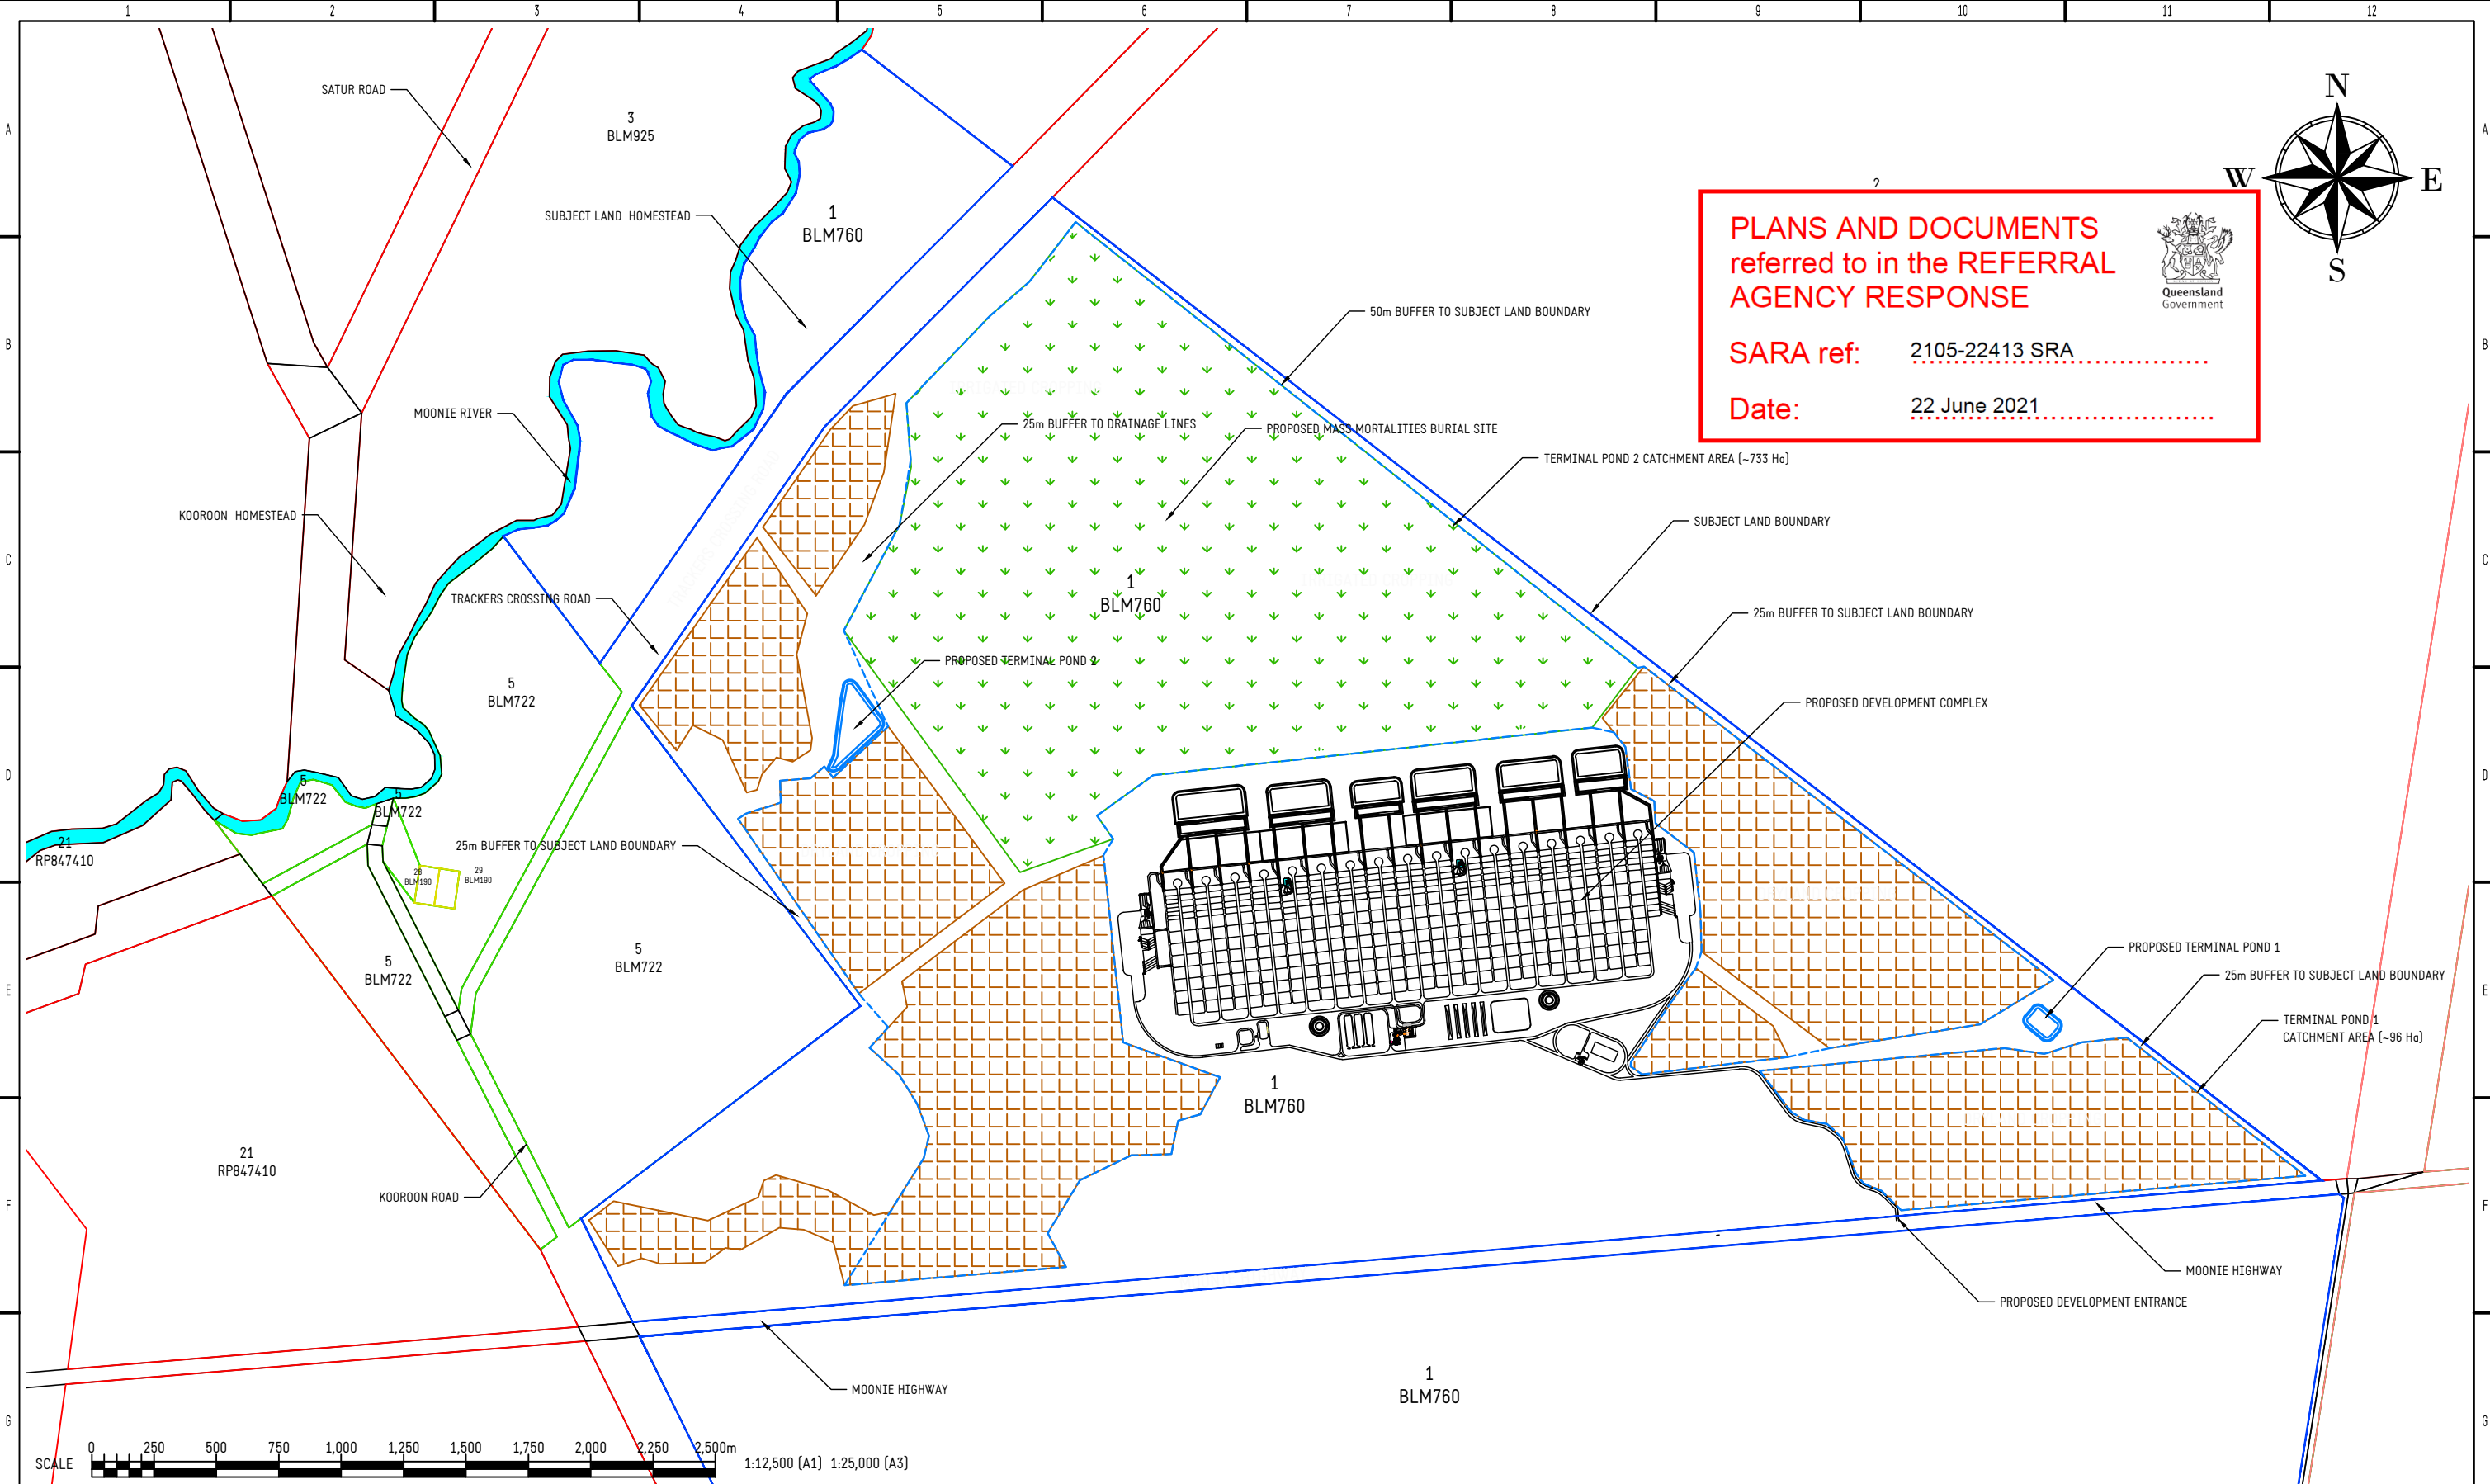 1 2 3 4 5 6 7 8 9 10 11 12
A
A
SATUR ROAD
3
BLM925
N
W
E
S
2
SUBJECT LAND HOMESTEAD
1
BLM760
PLANS AND DOCUMENTS
referred to in the REFERRAL
AGENCY RESPONSE
Queensland
Government
SARA ref: 2105-22413 SRA
Date: 22 June 2021
50m BUFFER TO SUBJECT LAND BOUNDARY
B
B
MOONIE RIVER
25m BUFFER TO DRAINAGE LINES
PROPOSED MASS MORTALITIES BURIAL SITE
TERMINAL POND 2 CATCHMENT AREA (~733 Ha)
KOOROON HOMESTEAD
SUBJECT LAND BOUNDARY
C
C
1
BLM760
TRACKERS CROSSING ROAD
25m BUFFER TO SUBJECT LAND BOUNDARY
PROPOSED TERMINAL POND 2
5
BLM722
PROPOSED DEVELOPMENT COMPLEX
D
D
5
BLM722
5
BLM722
21
RP847410
25m BUFFER TO SUBJECT LAND BOUNDARY
28
BLM190
29
BLM190
5
BLM722
5
BLM722
PROPOSED TERMINAL POND 1
25m BUFFER TO SUBJECT LAND BOUNDARY
E
E
TERMINAL POND 1
CATCHMENT AREA (~96 Ha)
1
BLM760
21
RP847410
KOOROON ROAD
F
F
MOONIE HIGHWAY
PROPOSED DEVELOPMENT ENTRANCE
MOONIE HIGHWAY
1
BLM760
G
G
0 250 500 750 1,000 1,250 1,500 1,750 2,000 2,250 2,500m
SCALE
1:12,500 (A1) 1:25,000 (A3)